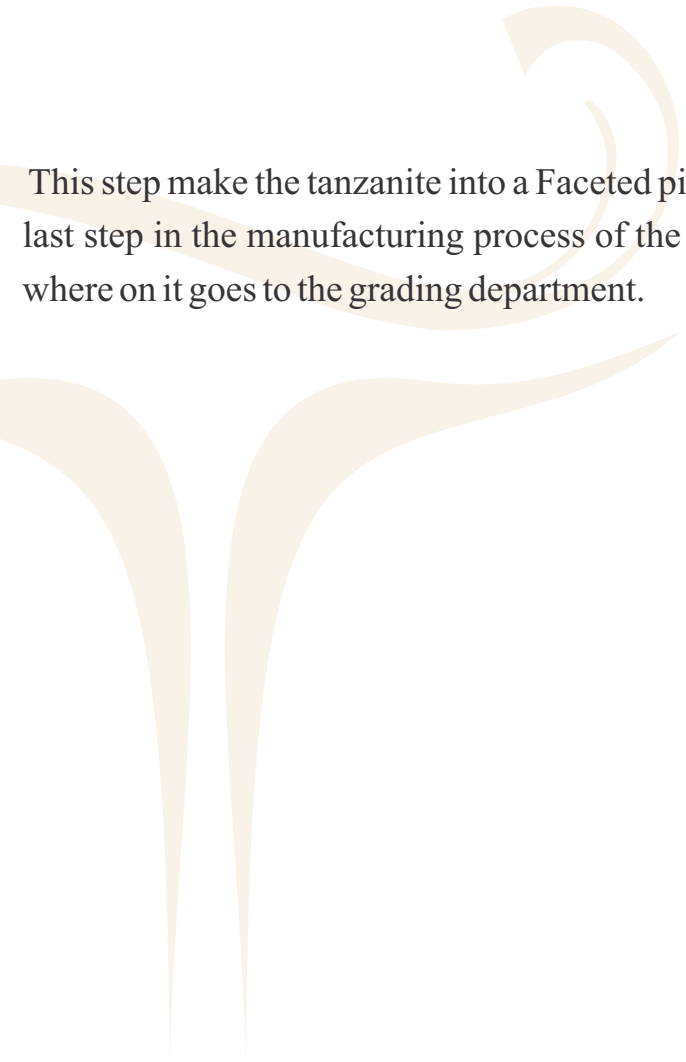 This step make the tanzanite into a Faceted
last step in the manufacturing process of the
where on it goes to the grading department.